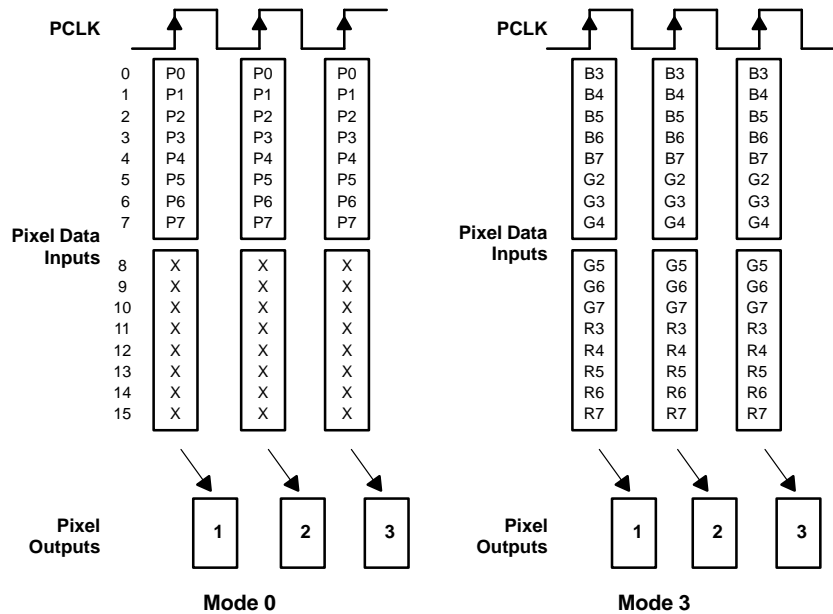 PCLK
0 P0 P0 P0
1 P1 P1 P1
2 P2 P2 P2
3 P3 P3 P3
4 P4 P4 P4
5 P5 P5 P5
6 P6 P6 P6
7 P7 P7 P7
Pixel Data
Inputs
8 X X X
9 X X X
10 X X X
11 X X X
12 X X X
13 X X X
14 X X X
15 X X X
Pixel
Outputs
1 2 3
Mode 0
PCLK
B3 B3 B3
B4 B4 B4
B5 B5 B5
B6 B6 B6
B7 B7 B7
G2 G2 G2
G3 G3 G3
G4 G4 G4
Pixel Data
Inputs
G5 G5 G5
G6 G6 G6
G7 G7 G7
R3 R3 R3
R4 R4 R4
R5 R5 R5
R6 R6 R6
R7 R7 R7
Pixel
Outputs
1 2 3
Mode 3